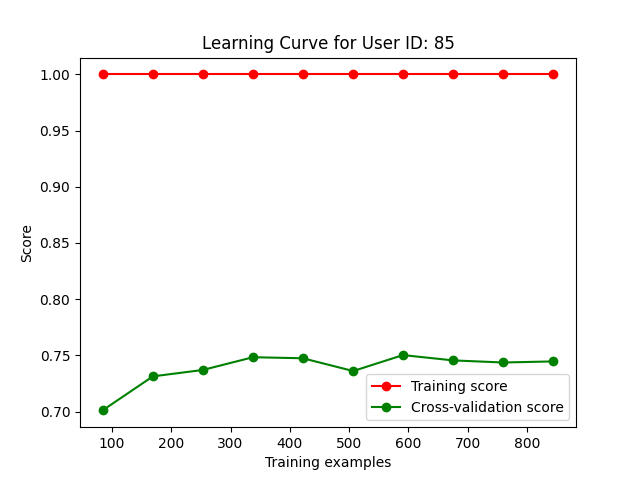 Learning Curve for User ID: 85
1.00
0.95
0.90
0.85
0.80
0.75
0.70
Score
100 200 300 400 500 600 700 800
Training examples
Training score
Cross-validation score